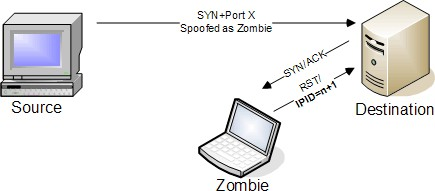 SYN+Port X
Spoofed as Zombie
SYN/ACK
RST/
IPID=n+1
Source
Destination
Zombie